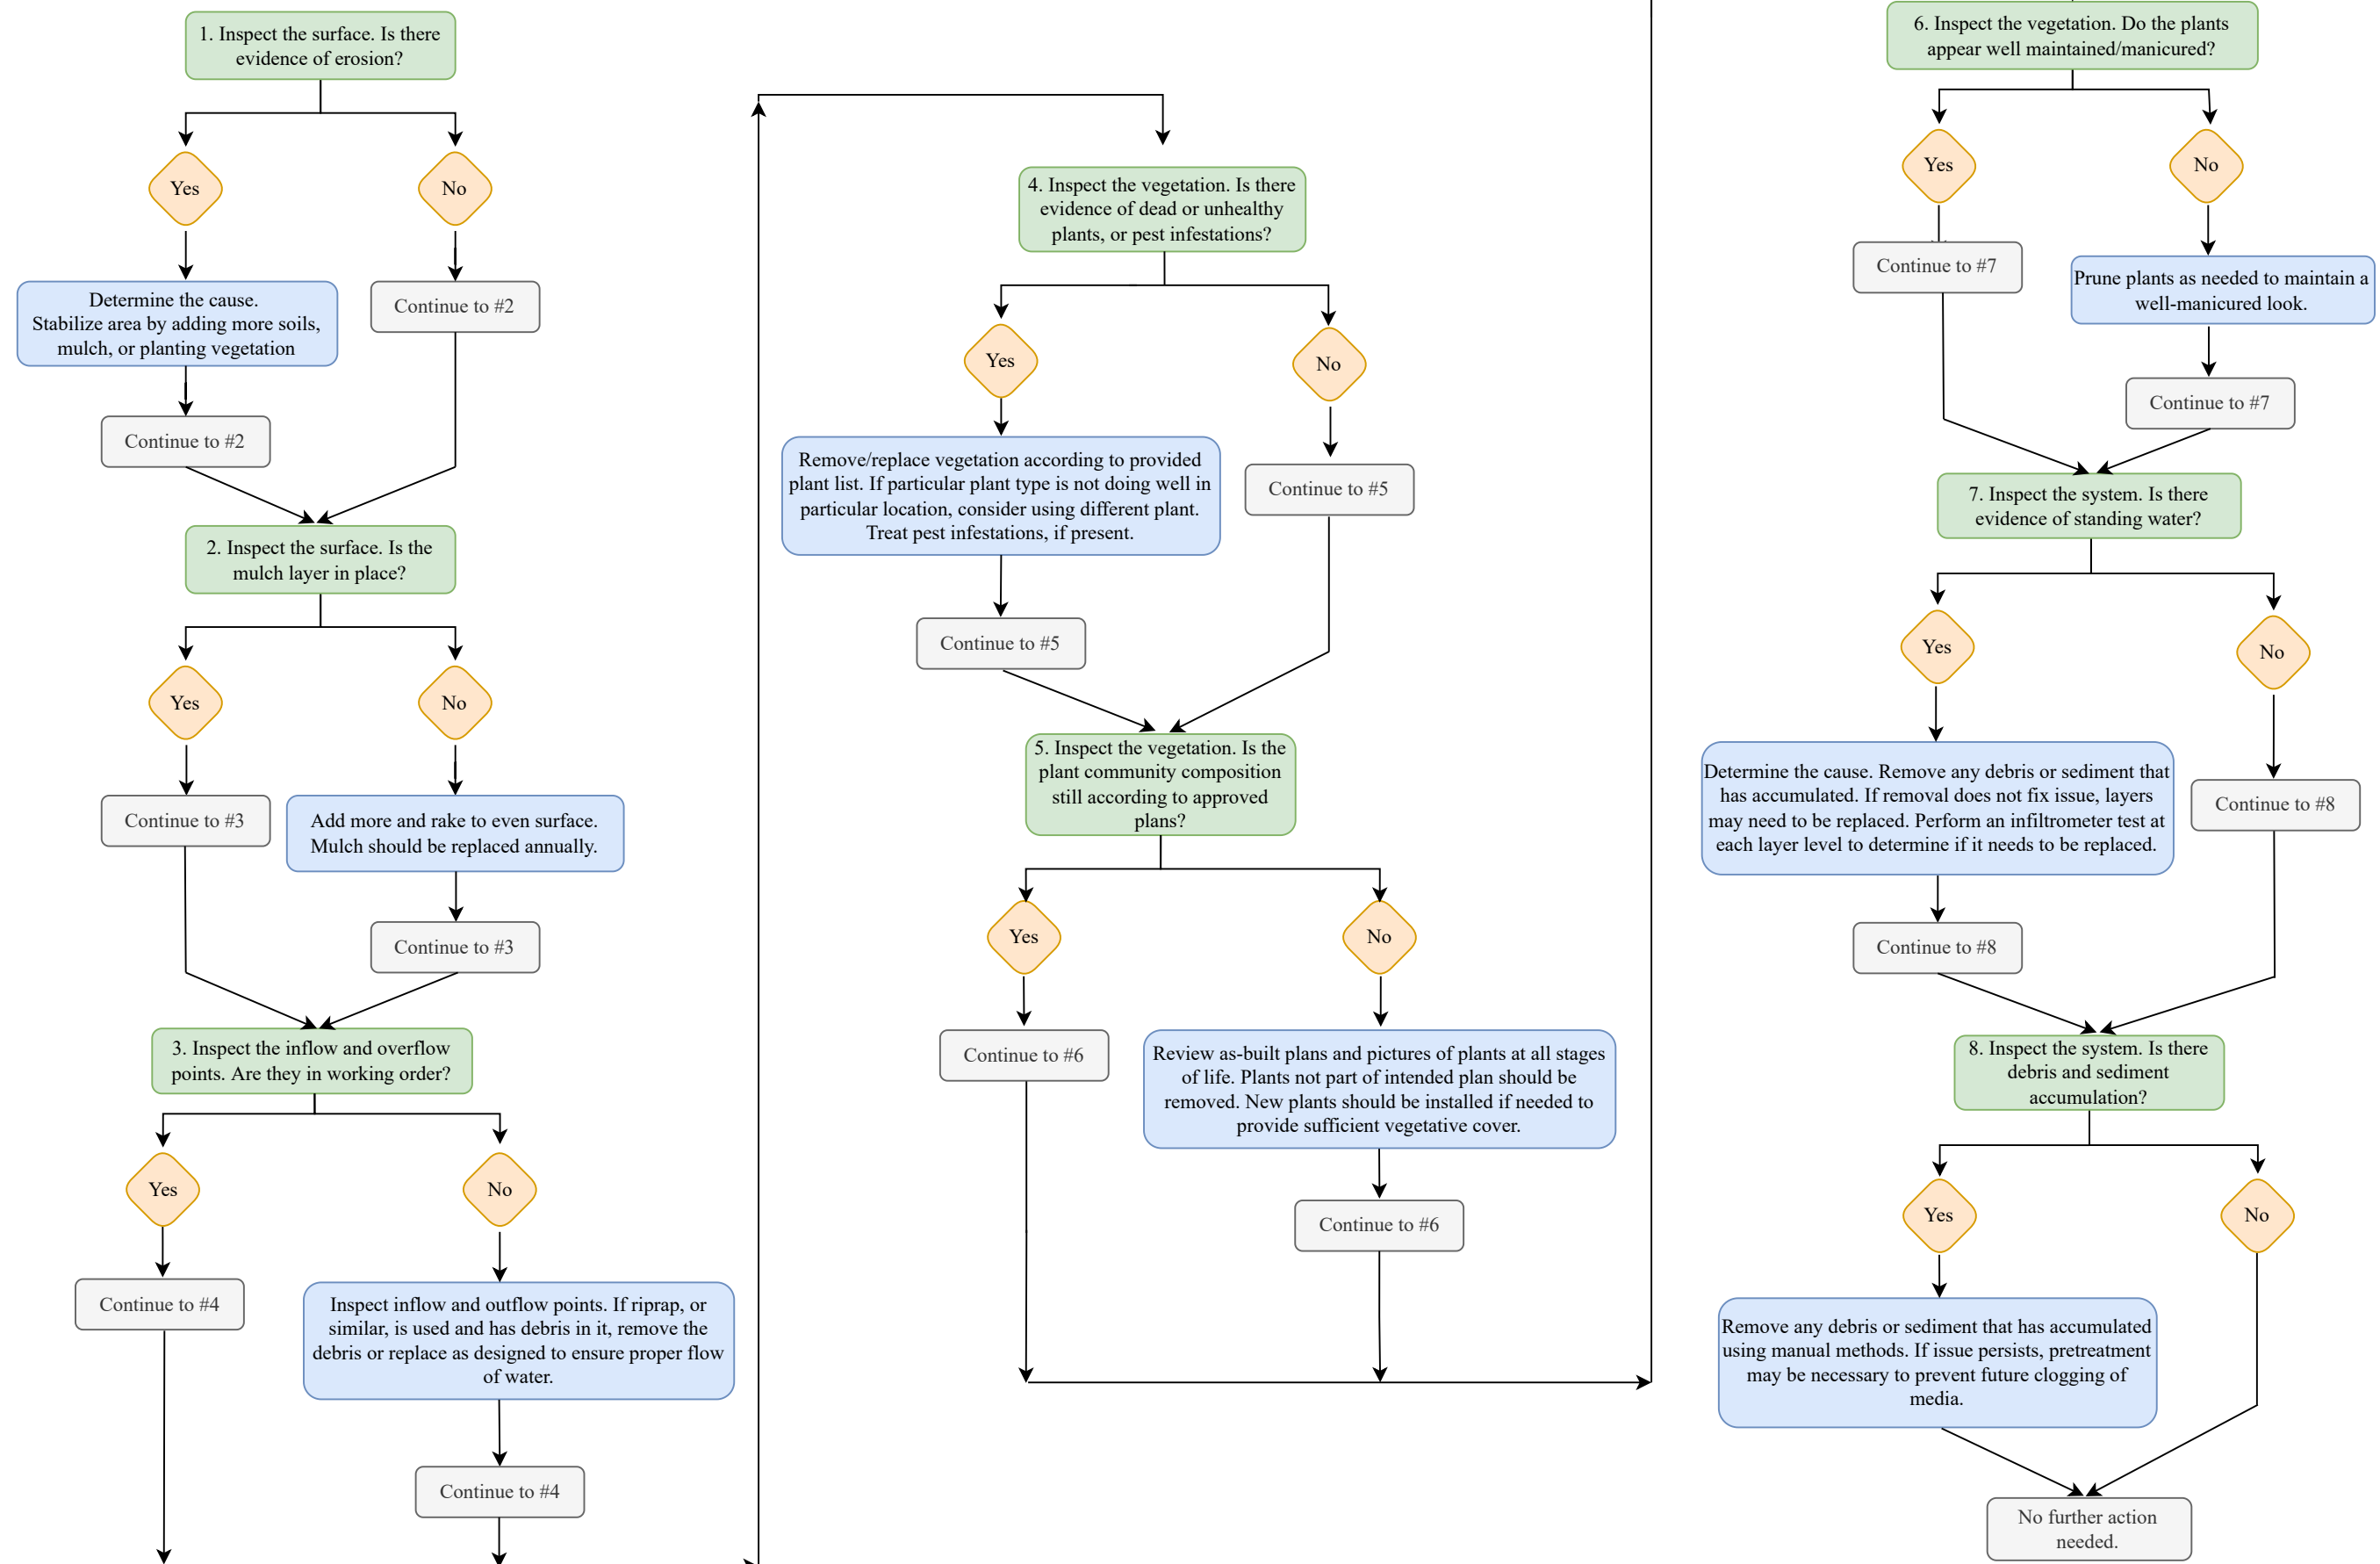 1. Inspect the surface. Is there
evidence of erosion?
Yes
No
Determine the cause.
Stabilize area by adding more soils,
mulch, or planting vegetation
Continue to #2
Continue to #2
2. Inspect the surface. Is the
mulch layer in place?
Yes
No
Continue to #3
Add more and rake to even surface.
Mulch should be replaced annually.
Continue to #3
3. Inspect the inflow and overflow
points. Are they in working order?
Yes
No
Continue to #4
Inspect inflow and outflow points. If riprap, or
similar, is used and has debris in it, remove the
debris or replace as designed to ensure proper flow
of water.
Continue to #4
4. Inspect the vegetation. Is there
evidence of dead or unhealthy
plants, or pest infestations?
Yes
No
Remove/replace vegetation according to provided
plant list. If particular plant type is not doing well in
particular location, consider using different plant.
Treat pest infestations, if present.
Continue to #5
Continue to #5
5. Inspect the vegetation. Is the
plant community composition
still according to approved
plans?
Yes
No
Continue to #6
Review as-built plans and pictures of plants at all stages
of life. Plants not part of intended plan should be
removed. New plants should be installed if needed to
provide sufficient vegetative cover.
Continue to #6
6. Inspect the vegetation. Do the plants
appear well maintained/manicured?
Yes
No
Continue to #7
Prune plants as needed to maintain a
well-manicured look.
Continue to #7
7. Inspect the system. Is there
evidence of standing water?
Yes
No
Determine the cause. Remove any debris or sediment that
has accumulated. If removal does not fix issue, layers
may need to be replaced. Perform an infiltrometer test at
each layer level to determine if it needs to be replaced.
Continue to #8
Continue to #8
8. Inspect the system. Is there
debris and sediment
accumulation?
Yes
No
Remove any debris or sediment that has accumulated
using manual methods. If issue persists, pretreatment
may be necessary to prevent future clogging of
media.
No further action
needed.